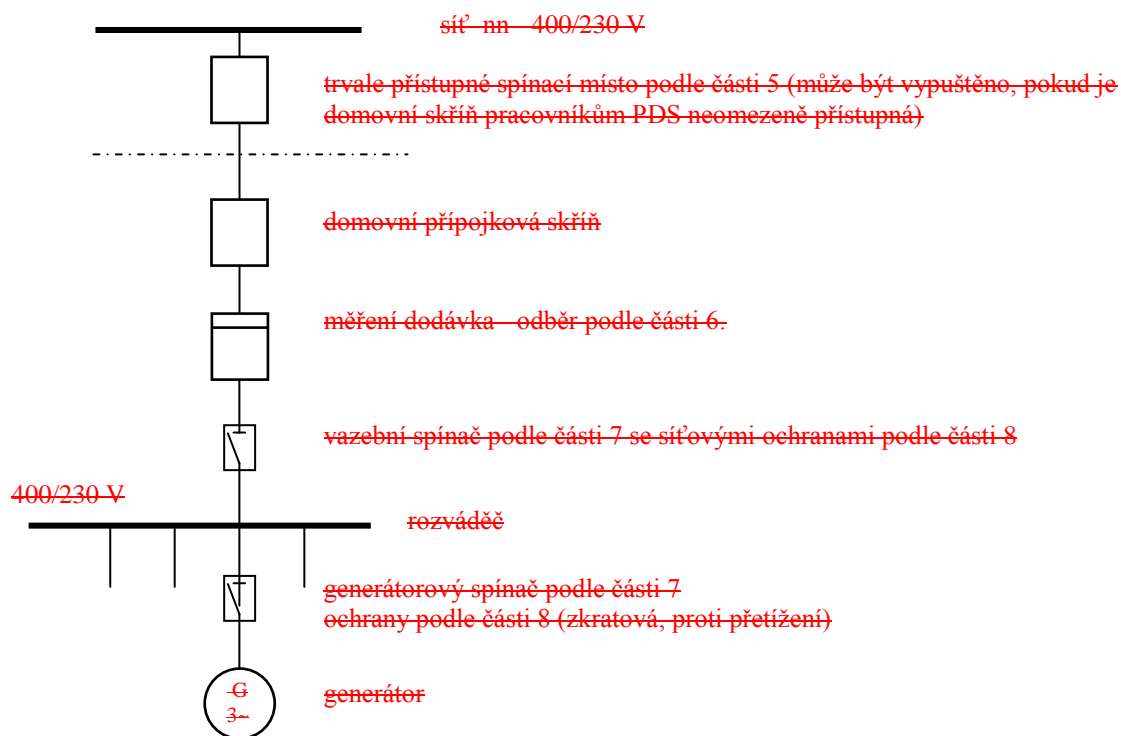 síť nn 400/230 V
trvale přístupné spínací místo podle části 5 (může být vypuštěno, pokud je
domovní skříň pracovníkům PDS neomezeně přístupná)
domovní přípojková skříň
měření dodávka odběr podle části 6.
vazební spínač podle části 7 se síťovými ochranami podle části 8
400/230 V
rozváděč
generátorový spínač podle části 7
ochrany podle části 8 (zkratová, proti přetížení)
G
3~
generátor